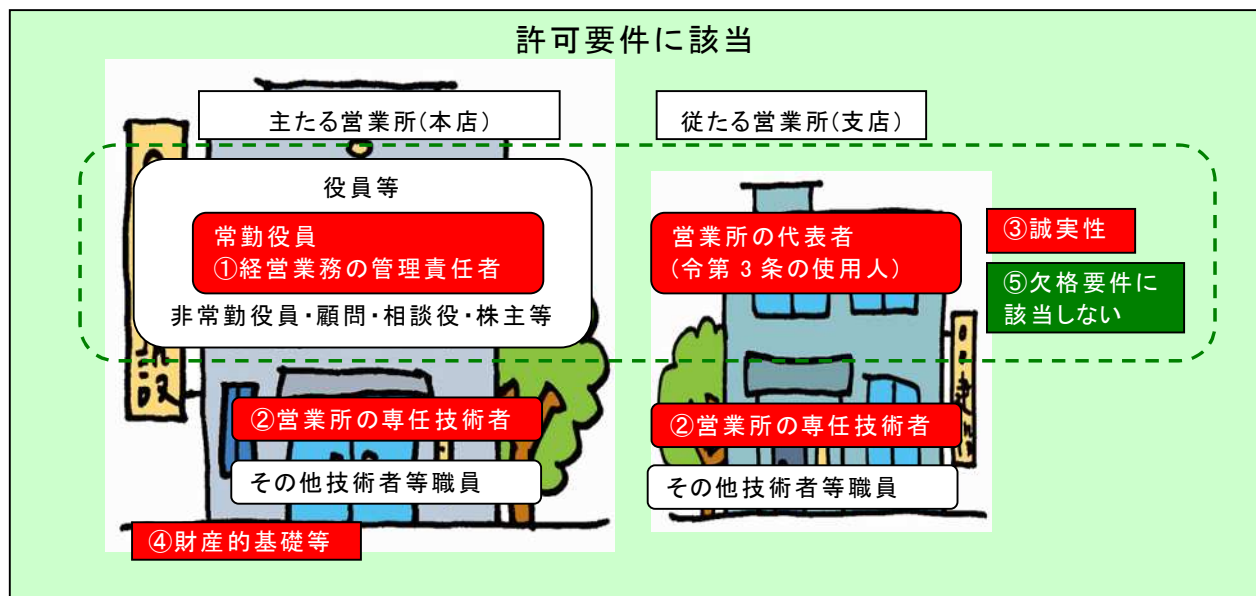 許可要件に該当
主たる営業所(本店)
従たる営業所(支店)
役員等
常勤役員
①経営業務の管理責任者
非常勤役員・顧問・相談役・株主等
営業所の代表者
(令第3条の使用人)
③誠実性
⑤欠格要件に
該当しない
②営業所の専任技術者
②営業所の専任技術者
その他技術者等職員
その他技術者等職員
④財産的基礎等